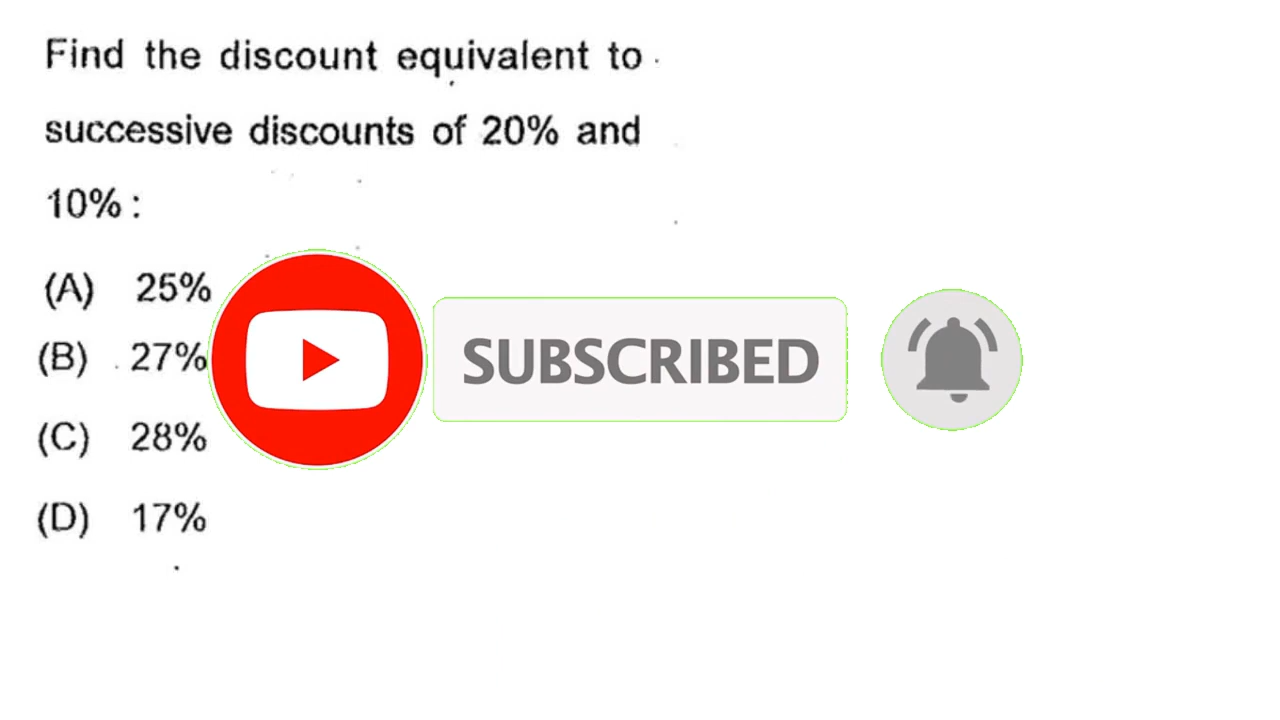 Find the discount equivalent to
successive discounts of 20% and
10% :
(A) 25%
(B) 27%
SUBSCRIBED
(C) 28%
(D) 17%